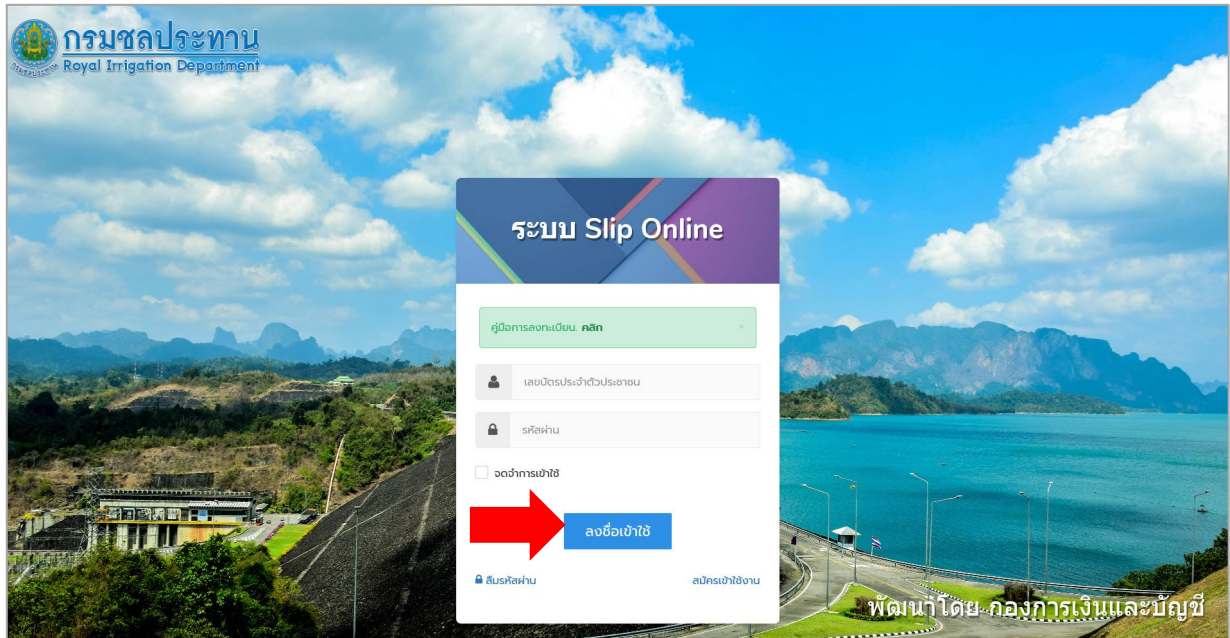 กรมชลประทาน
Royal Irrigation Department
ระบบ Slip Online
คู่มือการลงทะเบียน. คลิก ×
เลขบัตรประจำตัวประชาชน
รหัสผ่าน
จดจำการเข้าใช้
ลงชื่อเข้าใช้
ลืมรหัสผ่าน สมัครเข้าใช้งาน
พัฒนาโดย กองการเงินและบัญชี